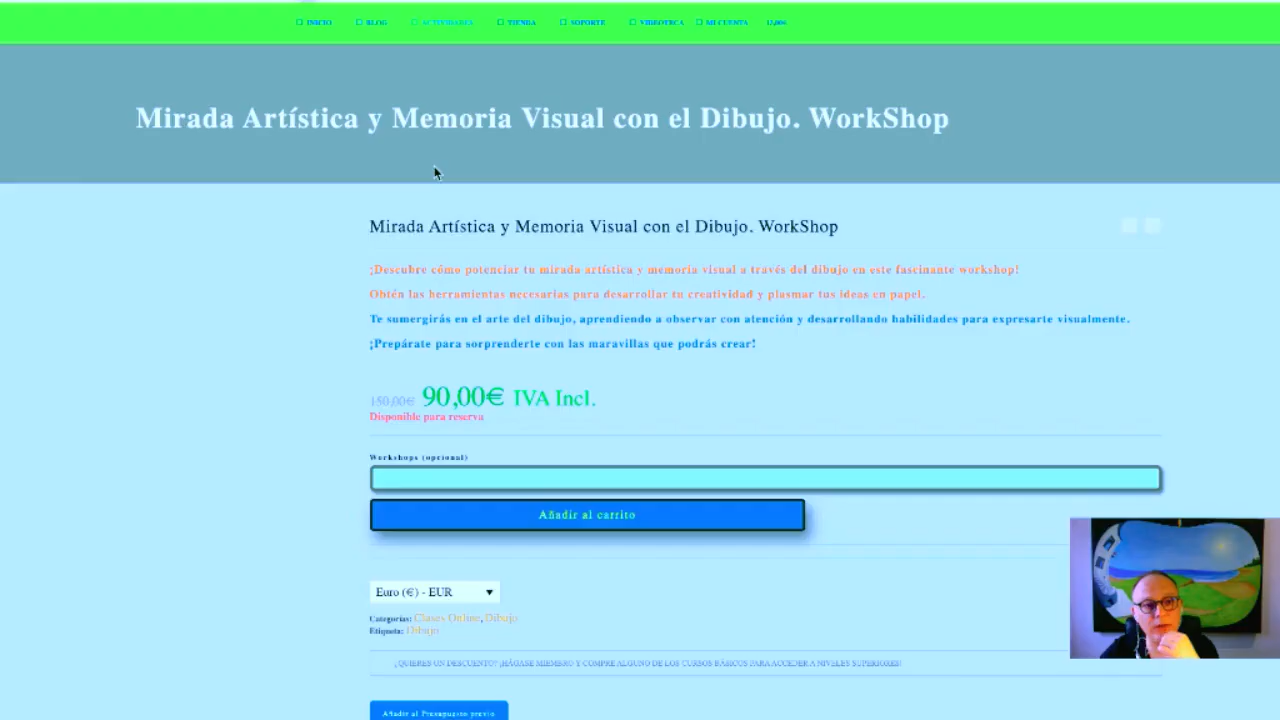 INICIO BLOG ACTIVIDADES TIENDA SOPORTE VIDEOTECA MI CUENTA
Mirada Artística y Memoria Visual con el Dibujo. WorkShop
Mirada Artística y Memoria Visual con el Dibujo. WorkShop
¡Descubre cómo potenciar tu mirada artística y memoria visual a través del dibujo en este fascinante workshop!
Obtén las herramientas necesarias para desarrollar tu creatividad y plasmar tus ideas en papel.
Te sumergirás en el arte del dibujo, aprendiendo a observar con atención y desarrollando habilidades para expresarte visualmente.
¡Prepárate para sorprenderte con las maravillas que podrás crear!
150,00€ 90,00€ IVA Incl.
Disponible para reserva
Workshops (opcional)
Añadir al carrito
Euro (€) - EUR
Categorías: Clases Online, Dibujo
Etiqueta: Dibujo
¿QUIERES UN DESCUENTO? ¡HÁGASE MIEMBRO Y COMPRE ALGUNO DE LOS CURSOS BÁSICOS PARA ACCEDER A NIVELES SUPERIORES!
Añadir al Presupuesto previo